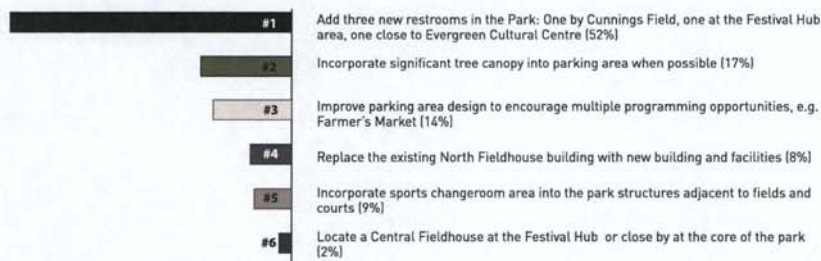 #1 Add three new restrooms in the Park: One by Cunnings Field, one at the Festival Hub
area, one close to Evergreen Cultural Centre (52%)
#2 Incorporate significant tree canopy into parking area when possible (17%)
#3 Improve parking area design to encourage multiple programming opportunities, e.g.
Farmer's Market (14%)
#4 Replace the existing North Fieldhouse building with new building and facilities (8%)
#5 Incorporate sports changeroom area into the park structures adjacent to fields and
courts (9%)
#6 Locate a Central Fieldhouse at the Festival Hub or close by at the core of the park
(2%)